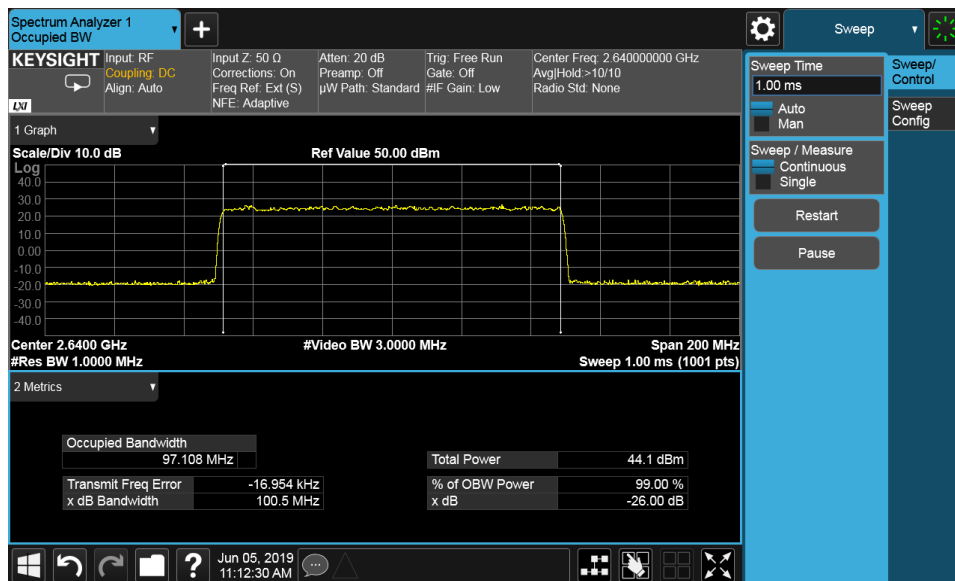 Spectrum Analyzer 1
Occupied BW
+
Sweep
KEYSIGHT
Input: RF
Coupling: DC
Align: Auto
LXI
Input Z: 50 Ω
Corrections: On
Freq Ref: Ext (S)
NFE: Adaptive
Atten: 20 dB
Preamp: Off
µW Path: Standard
Trig: Free Run
Gate: Off
#IF Gain: Low
Center Freq: 2.640000000 GHz
Avg|Hold:>10/10
Radio Std: None
Sweep Time
1.00 ms
Auto
Man
Sweep / Measure
Continuous
Single
Restart
Pause
Sweep/
Control
Sweep
Config
1 Graph
Scale/Div 10.0 dB
Ref Value 50.00 dBm
Log
40.0
30.0
20.0
10.0
0.00
-10.0
-20.0
-30.0
-40.0
Center 2.6400 GHz
#Video BW 3.0000 MHz
Span 200 MHz
#Res BW 1.0000 MHz
Sweep 1.00 ms (1001 pts)
2 Metrics
Occupied Bandwidth
97.108 MHz
Total Power 44.1 dBm
Transmit Freq Error -16.954 kHz
% of OBW Power 99.00 %
x dB Bandwidth 100.5 MHz
x dB -26.00 dB
?
Jun 05, 2019
11:12:30 AM